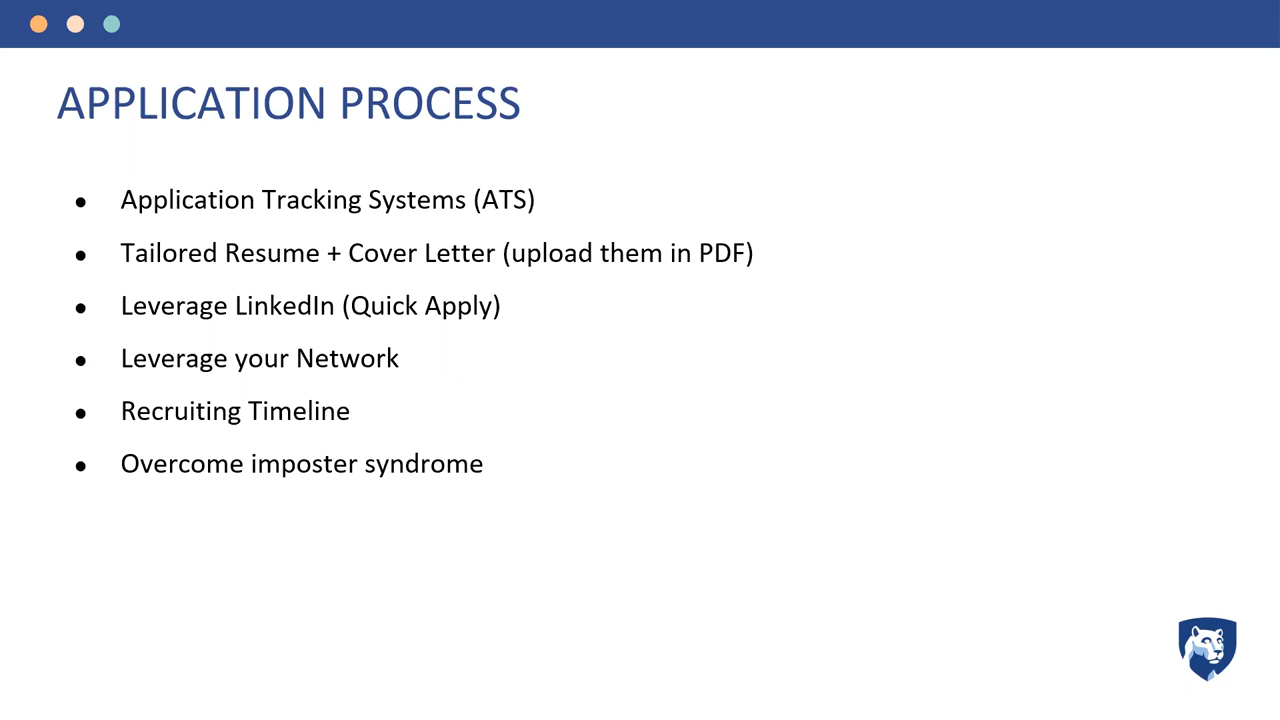 APPLICATION PROCESS
● Application Tracking Systems (ATS)
● Tailored Resume + Cover Letter (upload them in PDF)
● Leverage LinkedIn (Quick Apply)
● Leverage your Network
● Recruiting Timeline
● Overcome imposter syndrome